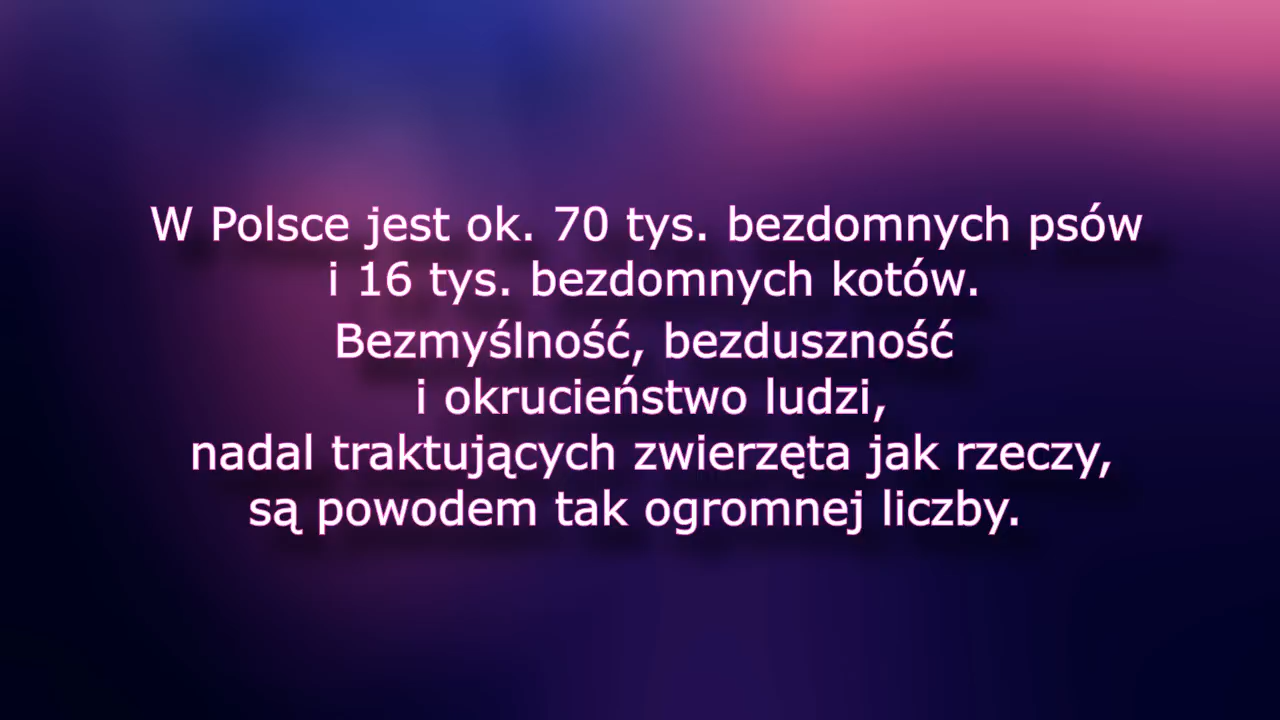 W Polsce jest ok. 70 tys. bezdomnych psów
i 16 tys. bezdomnych kotów.
Bezmyślność, bezduszność
i okrucieństwo ludzi,
nadal traktujących zwierzęta jak rzeczy,
są powodem tak ogromnej liczby.